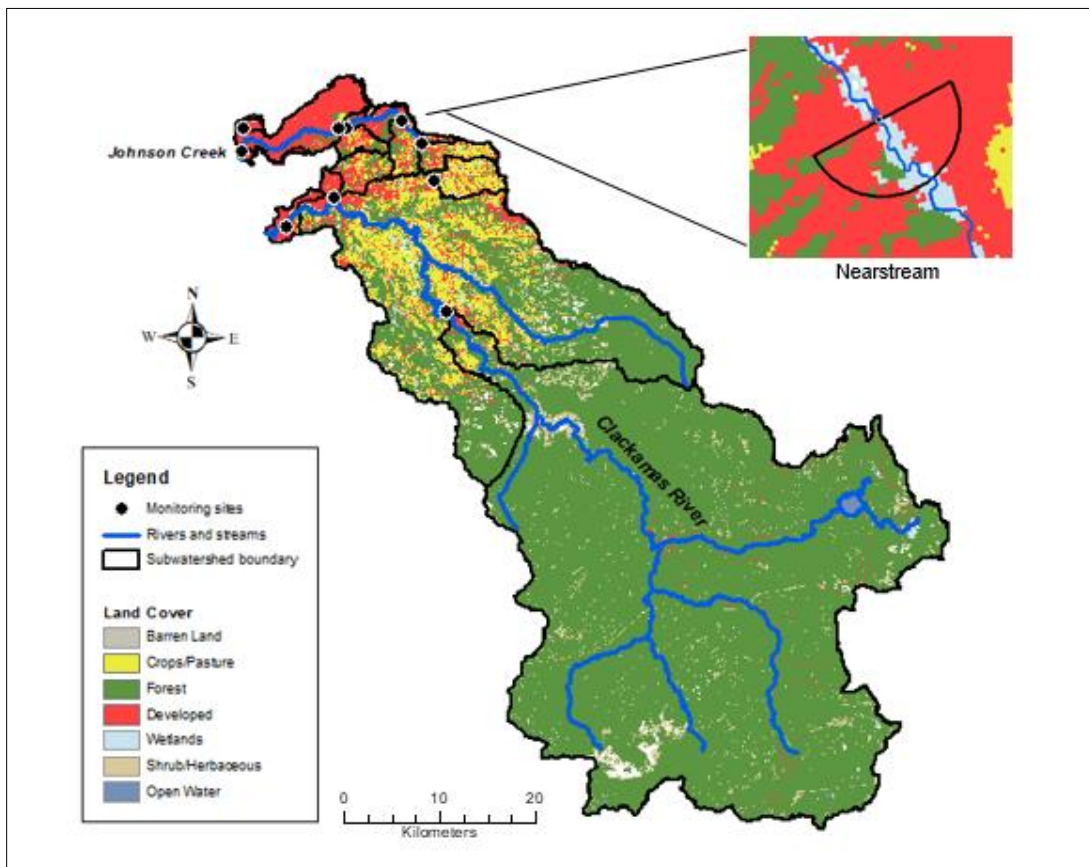 Johnson Creek
Nearstream
N
W
E
S
Clackamas River
Legend
Monitoring sites
Rivers and streams
Subwatershed boundary
Land Cover
Barren Land
Crops/Pasture
Forest
Developed
Wetlands
Shrub/Herbaceous
Open Water
0 10 20
Kilometers